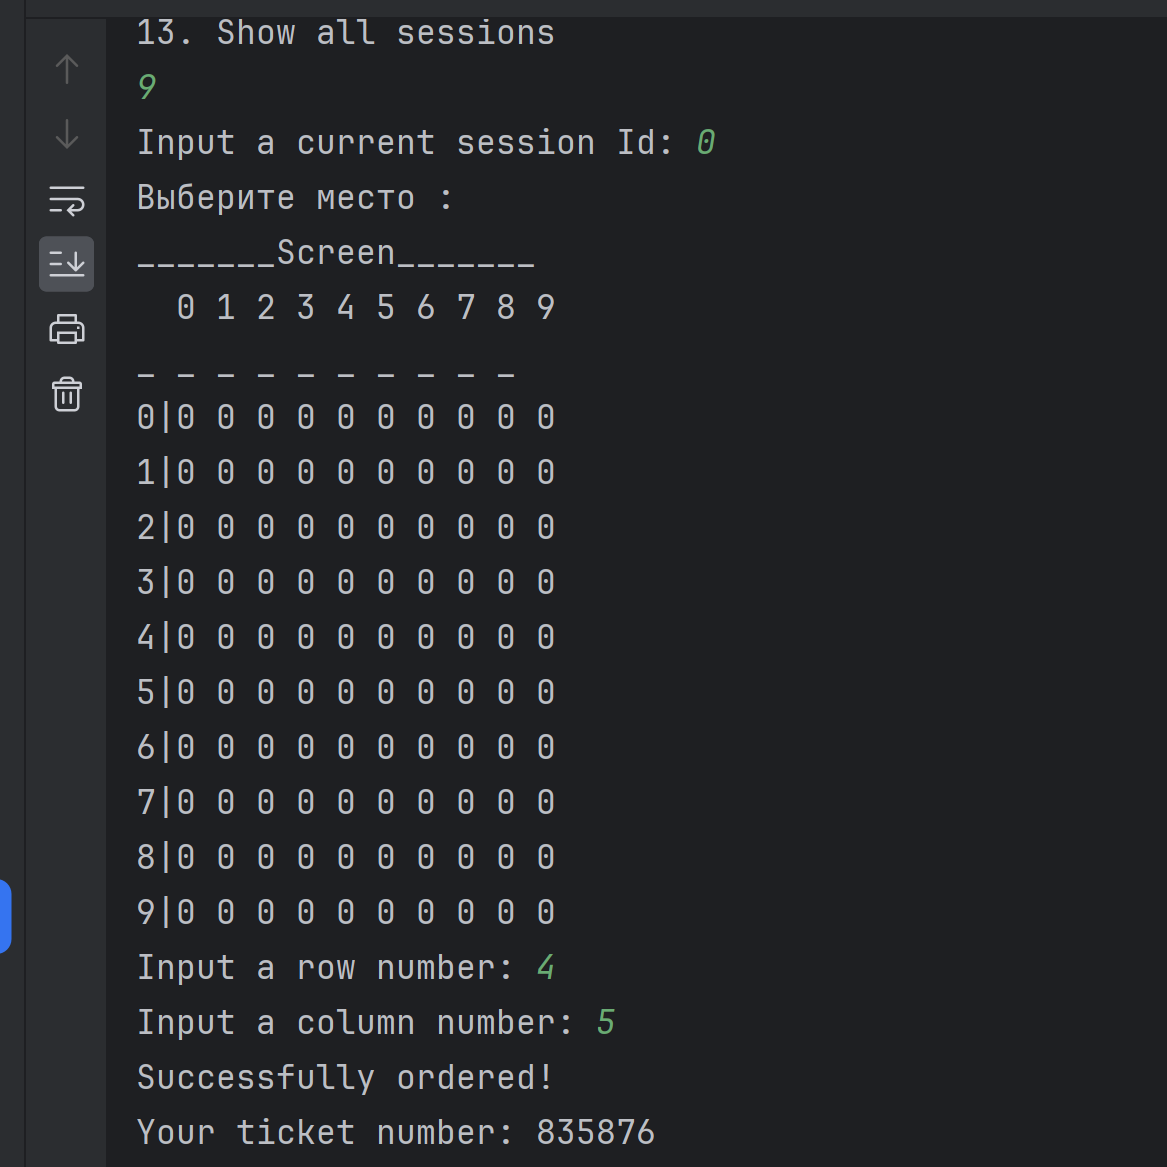 13. Show all sessions
9
Input a current session Id: 0
Выберите место :
_______Screen_______
  0 1 2 3 4 5 6 7 8 9
_ _ _ _ _ _ _ _ _ _
0|0 0 0 0 0 0 0 0 0 0
1|0 0 0 0 0 0 0 0 0 0
2|0 0 0 0 0 0 0 0 0 0
3|0 0 0 0 0 0 0 0 0 0
4|0 0 0 0 0 0 0 0 0 0
5|0 0 0 0 0 0 0 0 0 0
6|0 0 0 0 0 0 0 0 0 0
7|0 0 0 0 0 0 0 0 0 0
8|0 0 0 0 0 0 0 0 0 0
9|0 0 0 0 0 0 0 0 0 0
Input a row number: 4
Input a column number: 5
Successfully ordered!
Your ticket number: 835876